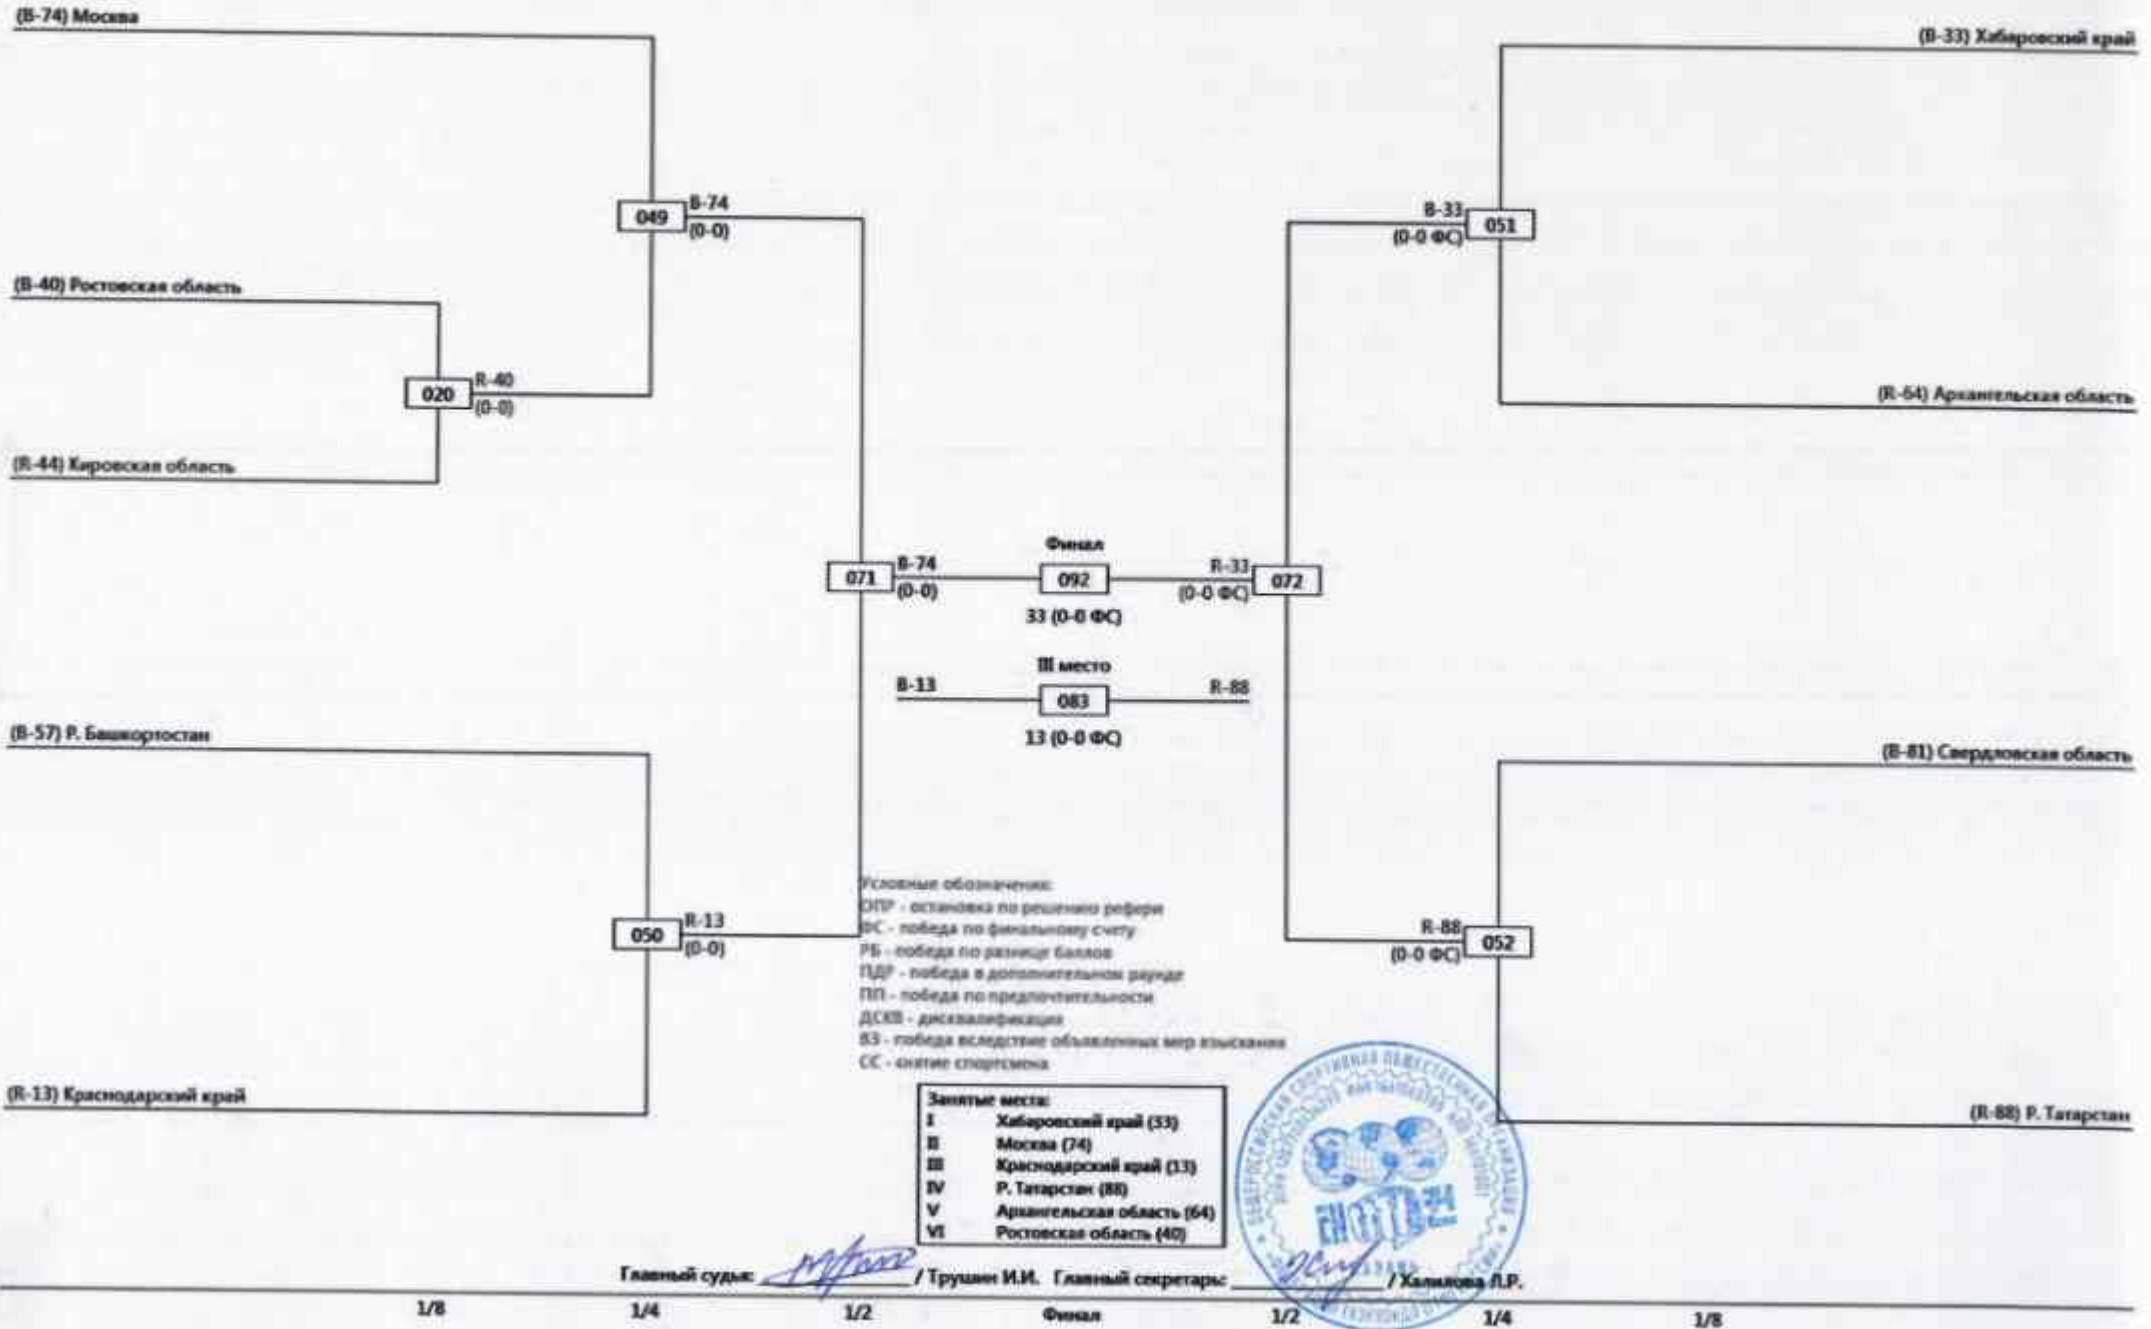 (B-74) Москва
(B-33) Хабаровский край
049
B-74
(0-0)
B-33
(0-0 ФС)
051
(B-40) Ростовская область
020
R-40
(0-0)
(R-64) Архангельская область
(R-44) Кировская область
Финал
071
B-74
(0-0)
092
R-33
(0-0 ФС)
072
33 (0-0 ФС)
III место
B-13
083
R-88
13 (0-0 ФС)
(B-57) Р. Башкортостан
(B-81) Свердловская область
050
R-13
(0-0)
R-88
(0-0 ФС)
052
Условные обозначения:
ОПР - остановка по решению рефери
ФС - победа по финальному счету
РБ - победа по разнице баллов
ПДР - победа в дополнительном раунде
ПП - победа по предпочтительности
ДСКВ - дисквалификация
ВЗ - победа вследствие объявленных мер взыскания
СС - снятие спортсмена
(R-13) Краснодарский край
(R-88) Р. Татарстан
Занятые места:
I Хабаровский край (33)
II Москва (74)
III Краснодарский край (13)
IV Р. Татарстан (88)
V Архангельская область (64)
VI Ростовская область (40)
Главный судья: / Трушин И.И. Главный секретарь: / Халилова Л.Р.
1/8 1/4 1/2 Финал 1/2 1/4 1/8